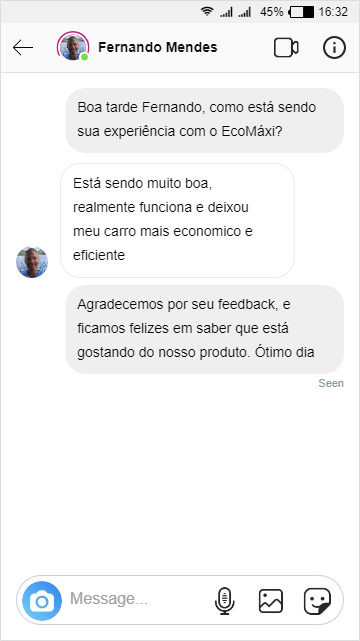 45% 16:32
Fernando Mendes
Boa tarde Fernando, como está sendo
sua experiência com o EcoMáxi?
Está sendo muito boa,
realmente funciona e deixou
meu carro mais economico e
eficiente
Agradecemos por seu feedback, e
ficamos felizes em saber que está
gostando do nosso produto. Ótimo dia
Seen
Message...